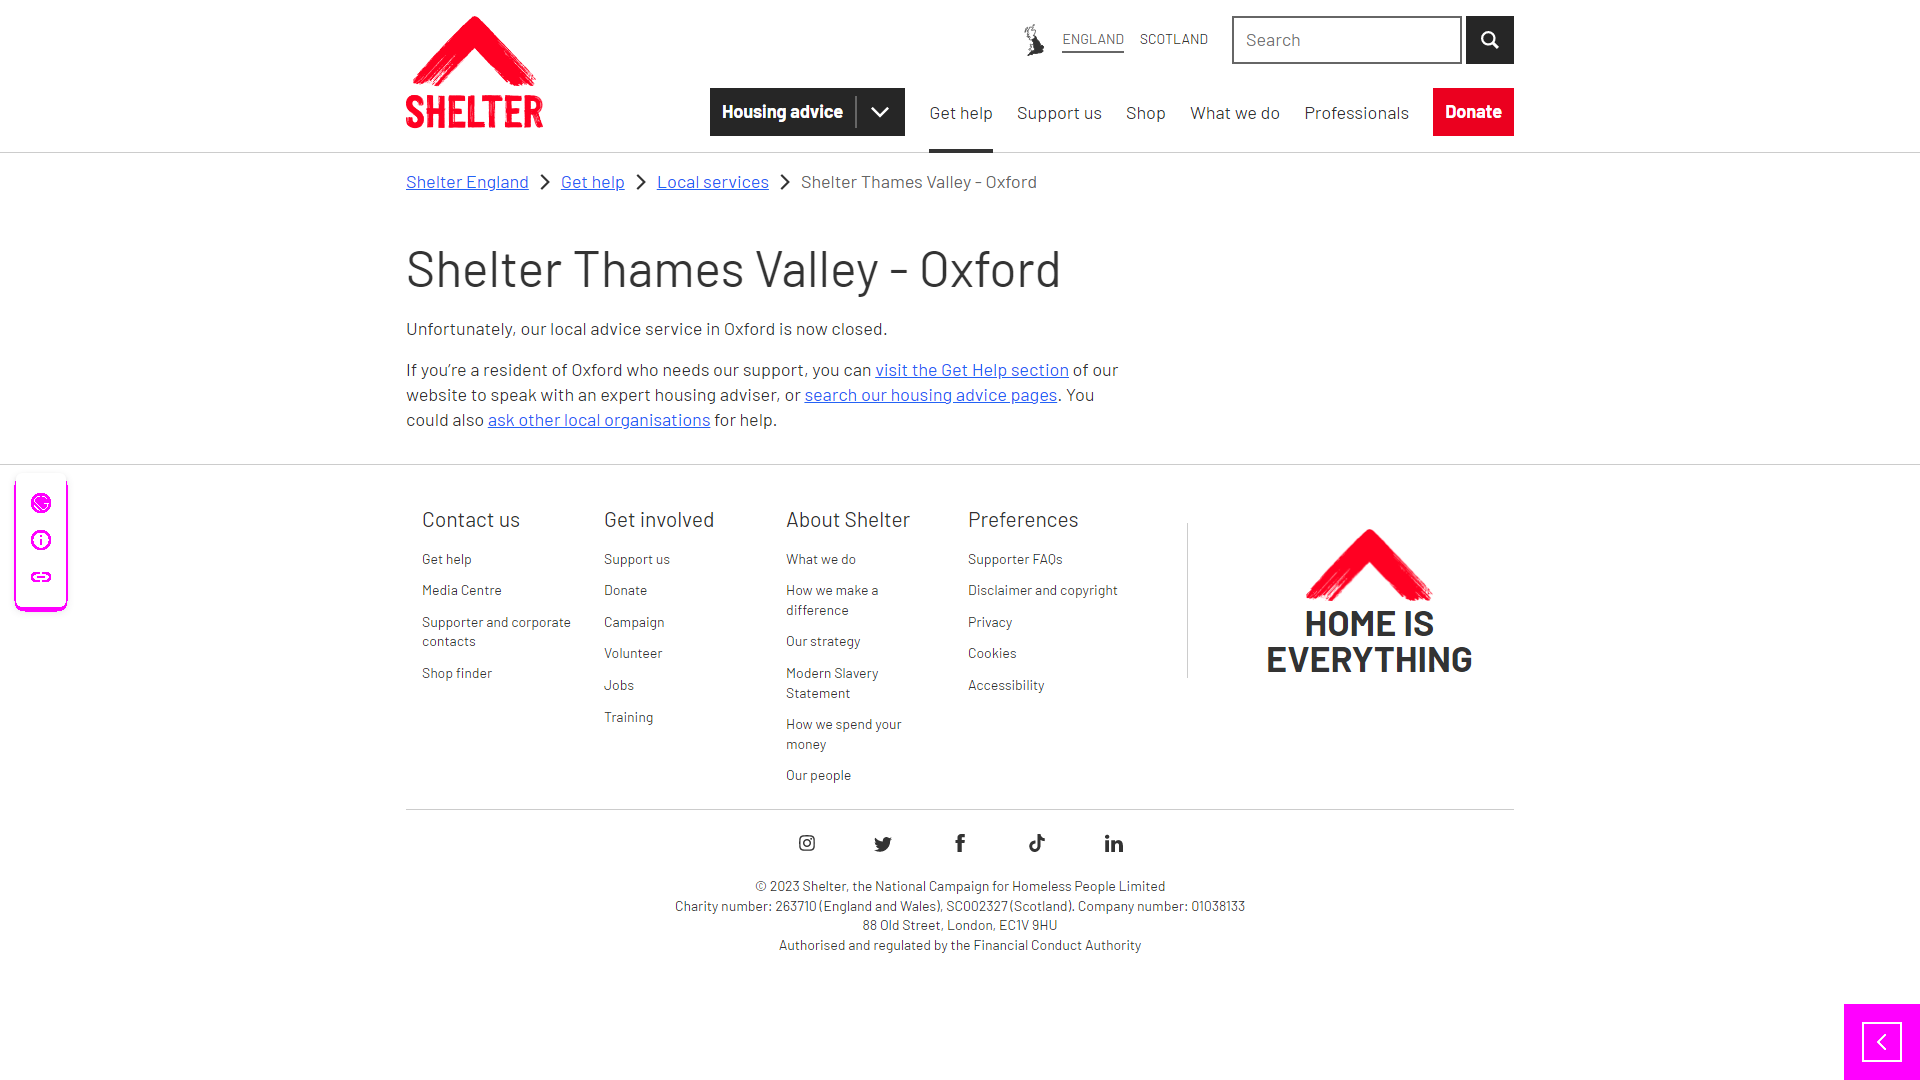 SHELTER
ENGLAND
SCOTLAND
Search
Housing advice
Get help
Support us
Shop
What we do
Professionals
Donate
Shelter England
Get help
Local services
Shelter Thames Valley - Oxford
Shelter Thames Valley - Oxford
Unfortunately, our local advice service in Oxford is now closed.
If you’re a resident of Oxford who needs our support, you can visit the Get Help section of our
website to speak with an expert housing adviser, or search our housing advice pages. You
could also ask other local organisations for help.
Contact us
Get help
Media Centre
Supporter and corporate
contacts
Shop finder
Get involved
Support us
Donate
Campaign
Volunteer
Jobs
Training
About Shelter
What we do
How we make a
difference
Our strategy
Modern Slavery
Statement
How we spend your
money
Our people
Preferences
Supporter FAQs
Disclaimer and copyright
Privacy
Cookies
Accessibility
HOME IS
EVERYTHING
© 2023 Shelter, the National Campaign for Homeless People Limited
Charity number: 263710 (England and Wales), SC002327 (Scotland). Company number: 01038133
88 Old Street, London, EC1V 9HU
Authorised and regulated by the Financial Conduct Authority